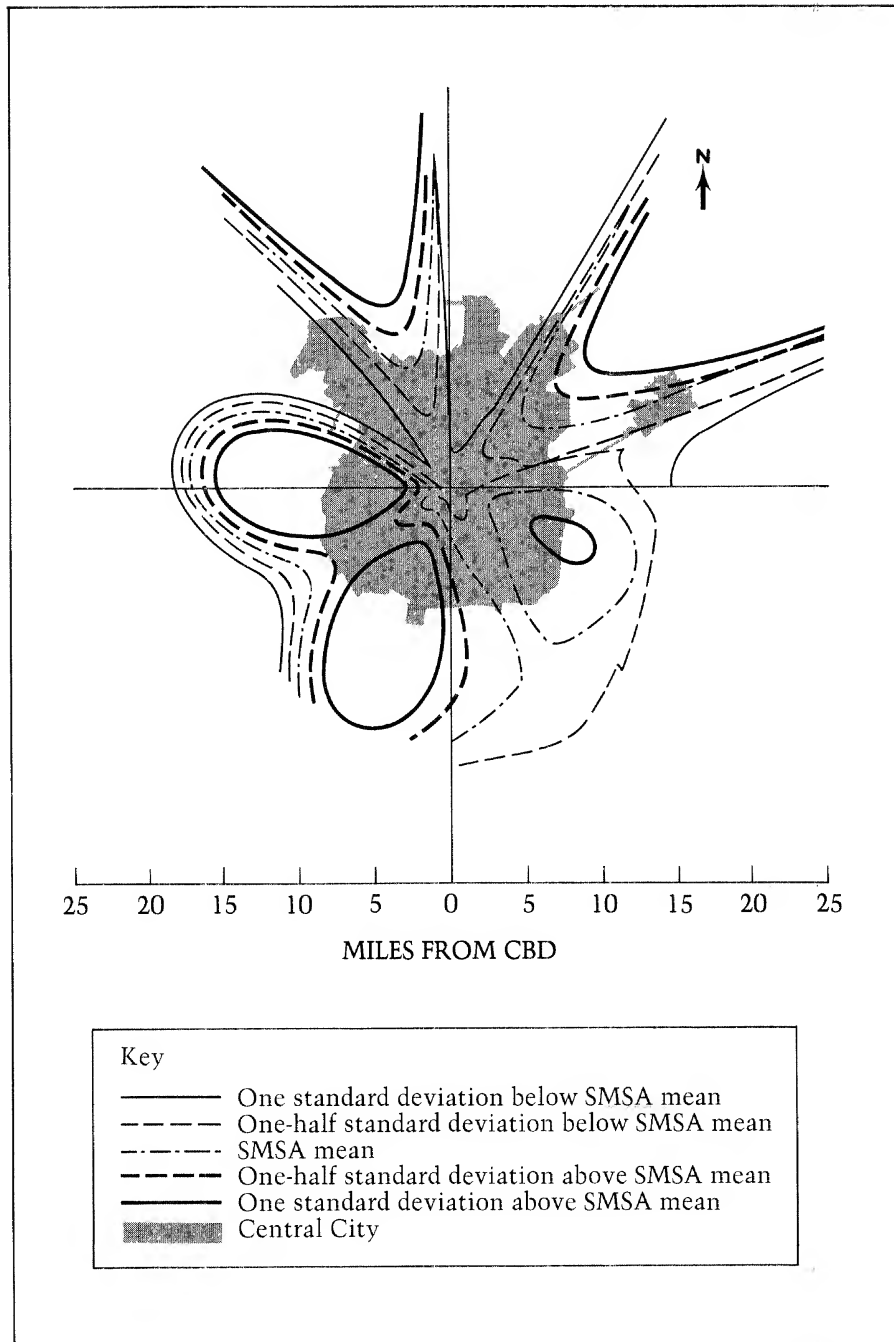 N
25 20 15 10 5 0 5 10 15 20 25
MILES FROM CBD
Key
One standard deviation below SMSA mean
One-half standard deviation below SMSA mean
SMSA mean
One-half standard deviation above SMSA mean
One standard deviation above SMSA mean
Central City